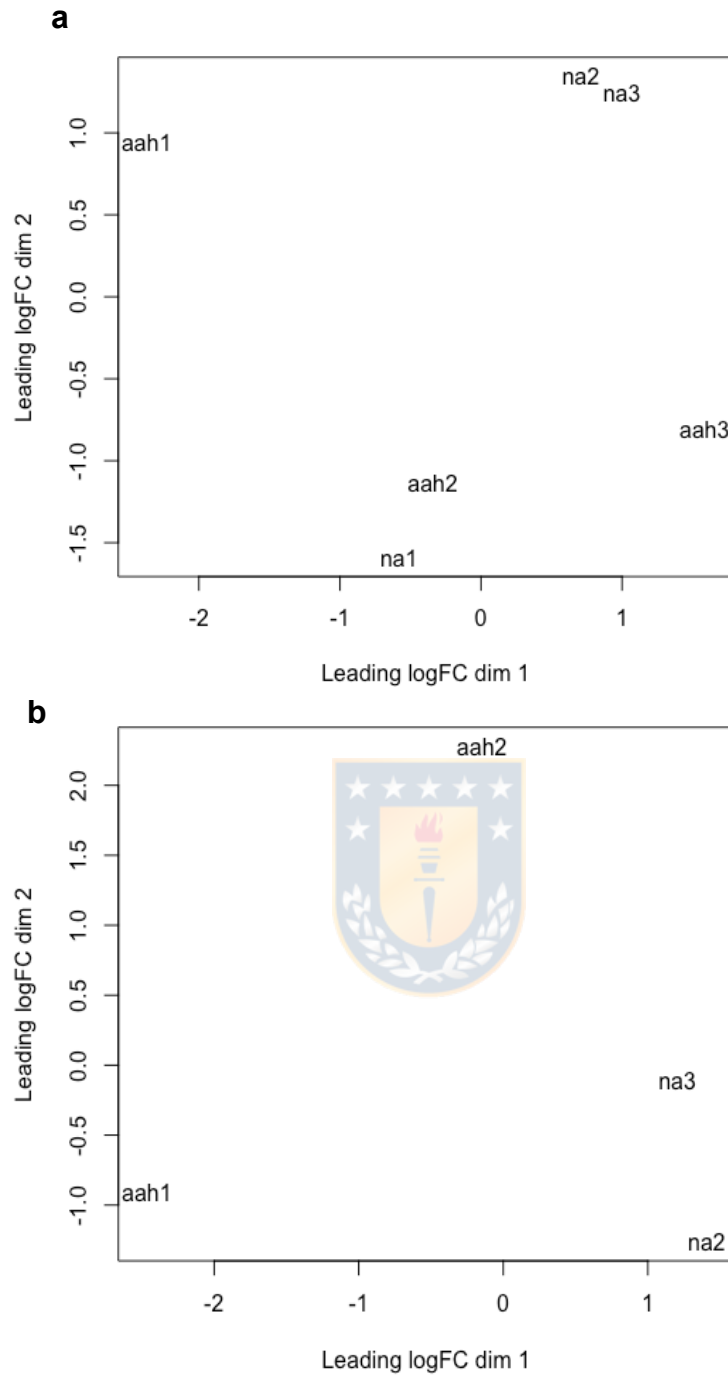 a
na2
na3
aah1
aah3
aah2
na1
1.0
0.5
0.0
-0.5
-1.0
-1.5
Leading logFC dim 2
-2 -1 0 1
Leading logFC dim 1
b
aah2
na3
aah1
na2
2.0
1.5
1.0
0.5
0.0
-0.5
-1.0
Leading logFC dim 2
-2 -1 0 1
Leading logFC dim 1